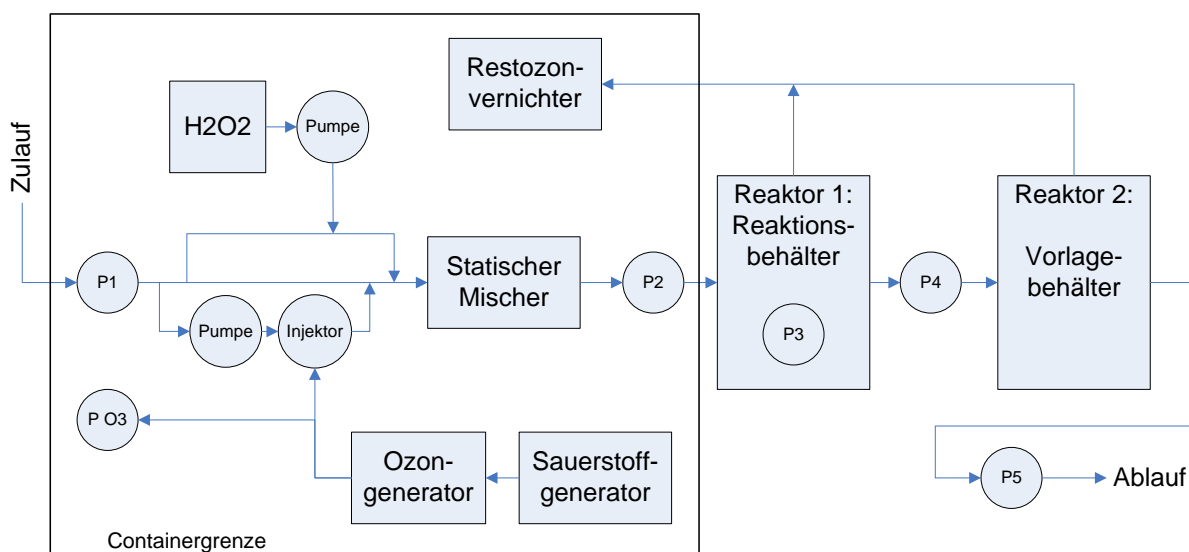 Restozon-
vernichter
H2O2
Pumpe
Zulauf
Reaktor 1:
Reaktions-
behälter
Reaktor 2:
Vorlage-
behälter
P1
Statischer
Mischer
P2
P4
Pumpe
Injektor
P3
P O3
Ozon-
generator
Sauerstoff-
generator
P5
Ablauf
Containergrenze